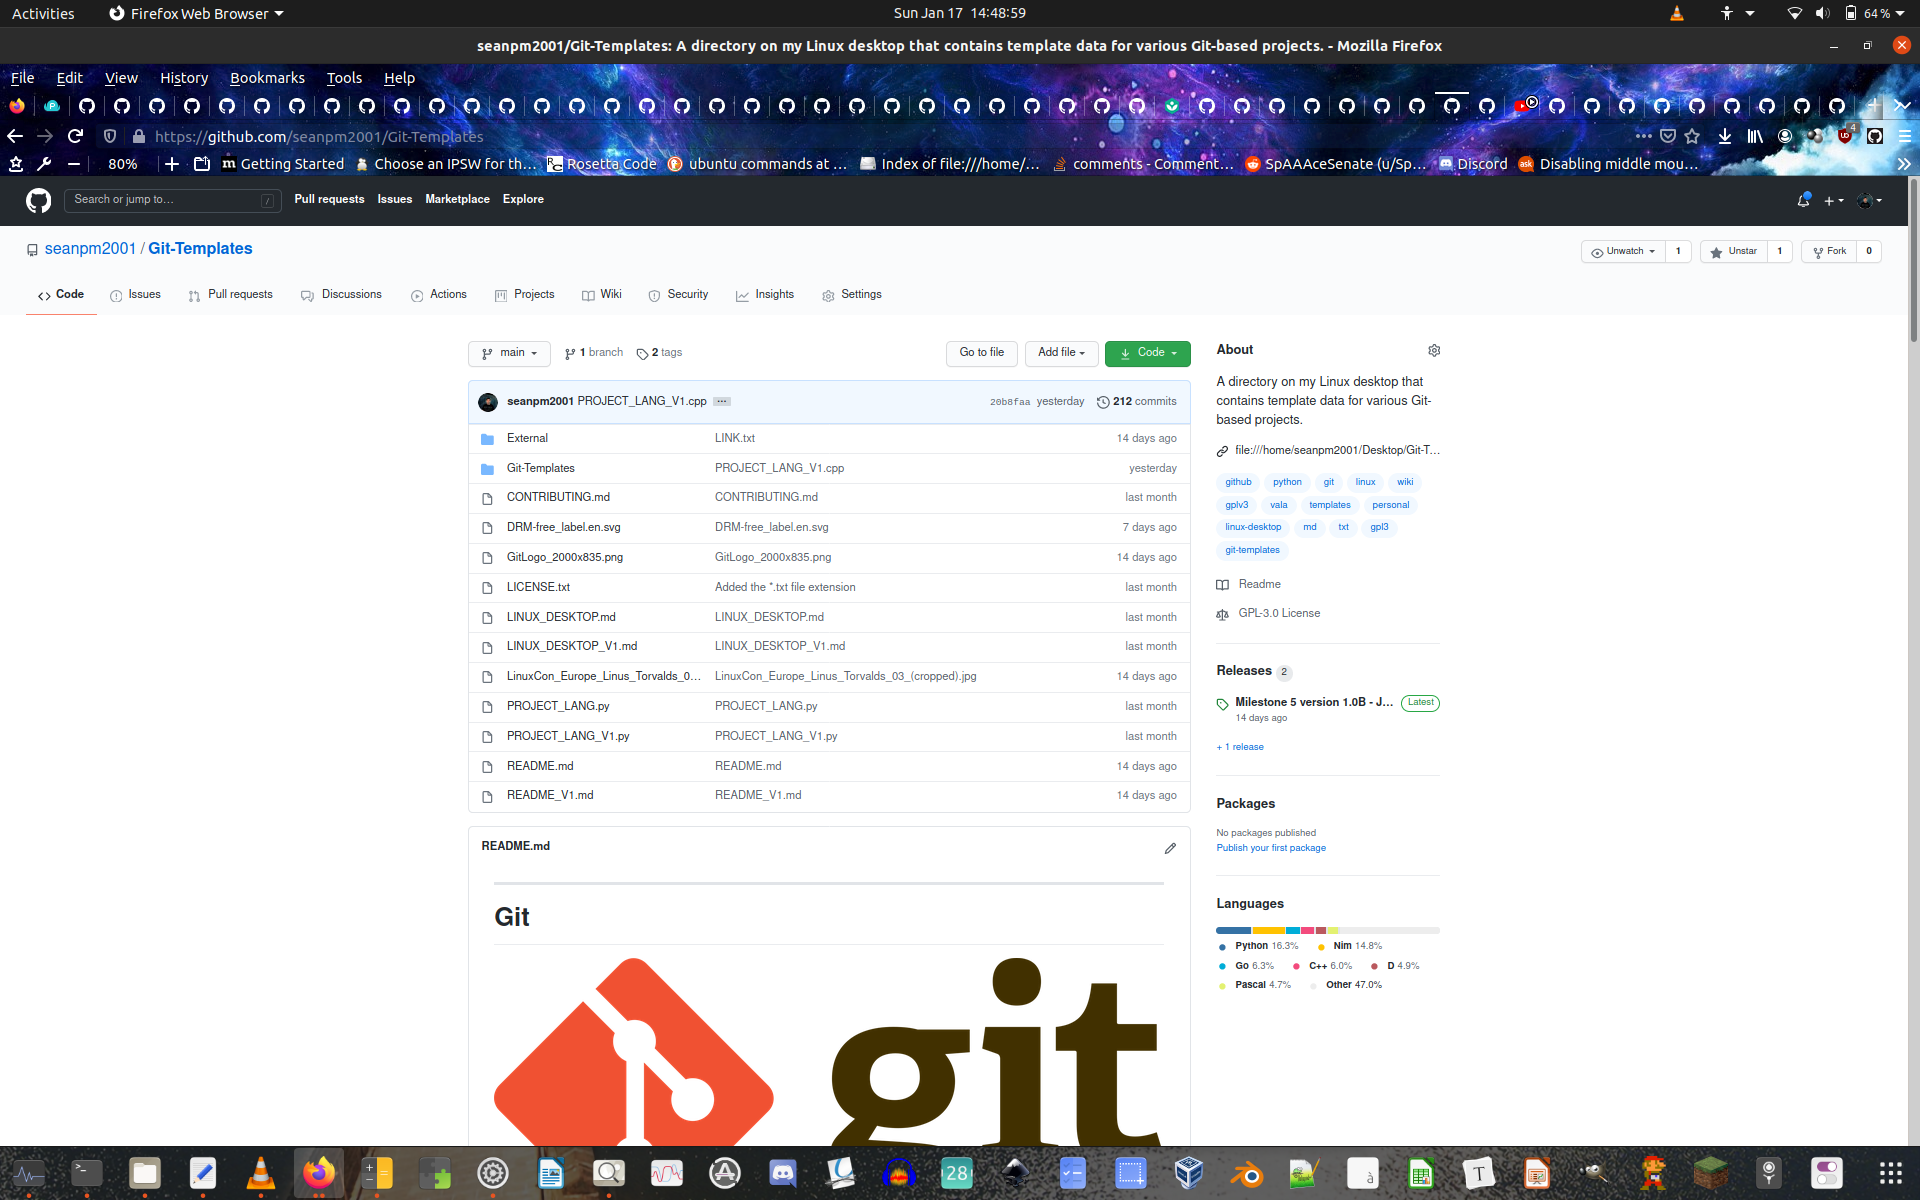 Activities Firefox Web Browser Sun Jan 17 14:48:59 64 %
seanpm2001/Git-Templates: A directory on my Linux desktop that contains template data for various Git-based projects. - Mozilla Firefox
File Edit View History Bookmarks Tools Help
https://github.com/seanpm2001/Git-Templates 4
80% Getting Started Choose an IPSW for th… Rosetta Code ubuntu commands at … Index of file:///home/… comments - Comment… SpAAAceSenate (u/Sp… Discord Disabling middle mou…
Search or jump to… / Pull requests Issues Marketplace Explore
seanpm2001 / Git-Templates Unwatch 1 Unstar 1 Fork 0
Code Issues Pull requests Discussions Actions Projects Wiki Security Insights Settings
main 1 branch 2 tags Go to file Add file Code
seanpm2001 PROJECT_LANG_V1.cpp … 20b8faa yesterday 212 commits
External LINK.txt 14 days ago
Git-Templates PROJECT_LANG_V1.cpp yesterday
CONTRIBUTING.md CONTRIBUTING.md last month
DRM-free_label.en.svg DRM-free_label.en.svg 7 days ago
GitLogo_2000x835.png GitLogo_2000x835.png 14 days ago
LICENSE.txt Added the *.txt file extension last month
LINUX_DESKTOP.md LINUX_DESKTOP.md last month
LINUX_DESKTOP_V1.md LINUX_DESKTOP_V1.md last month
LinuxCon_Europe_Linus_Torvalds_0… LinuxCon_Europe_Linus_Torvalds_03_(cropped).jpg 14 days ago
PROJECT_LANG.py PROJECT_LANG.py last month
PROJECT_LANG_V1.py PROJECT_LANG_V1.py last month
README.md README.md 14 days ago
README_V1.md README_V1.md 14 days ago
README.md
Git
git
About
A directory on my Linux desktop that
contains template data for various Git-
based projects.
file:///home/seanpm2001/Desktop/Git-T…
github python git linux wiki
gplv3 vala templates personal
linux-desktop md txt gpl3
git-templates
Readme
GPL-3.0 License
Releases 2
Milestone 5 version 1.0B - J… Latest
14 days ago
+ 1 release
Packages
No packages published
Publish your first package
Languages
Python 16.3% Nim 14.8%
Go 6.3% C++ 6.0% D 4.9%
Pascal 4.7% Other 47.0%
28 à T